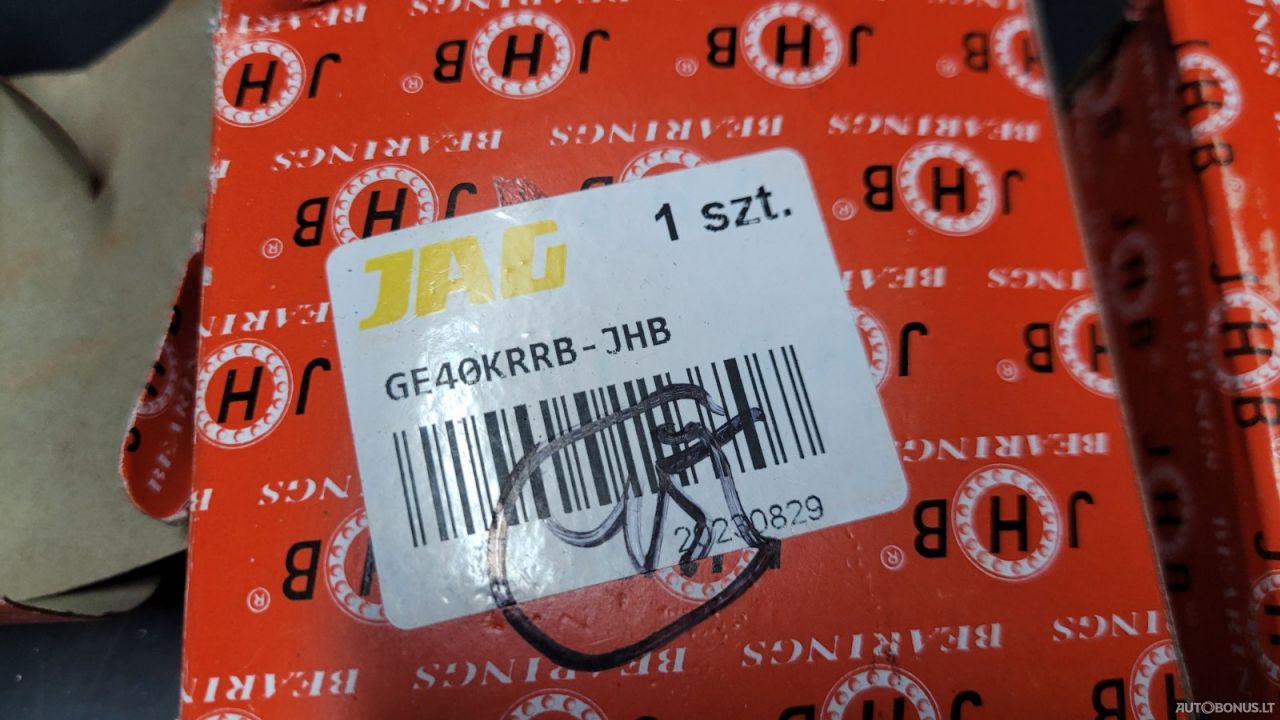 JHB®
BEARINGS
JAG
1 szt.
GE40KRRB-JHB
20230829
AUTOBONUS.LT